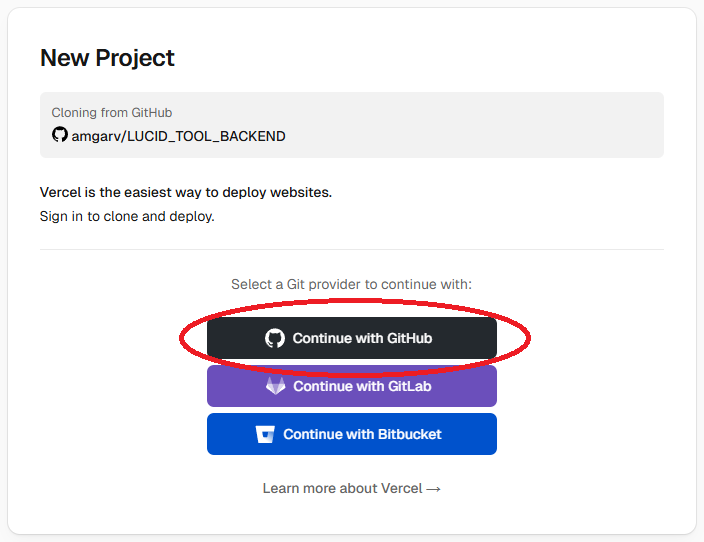 New Project
Cloning from GitHub
amgarv/LUCID_TOOL_BACKEND
Vercel is the easiest way to deploy websites.
Sign in to clone and deploy.
Select a Git provider to continue with:
Continue with GitHub
Continue with GitLab
Continue with Bitbucket
Learn more about Vercel →